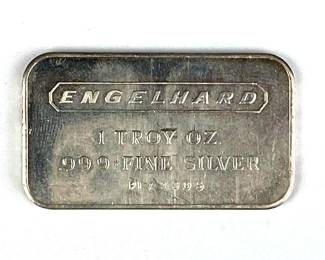 ENGELHARD
1 TROY OZ.
.999+FINE SILVER